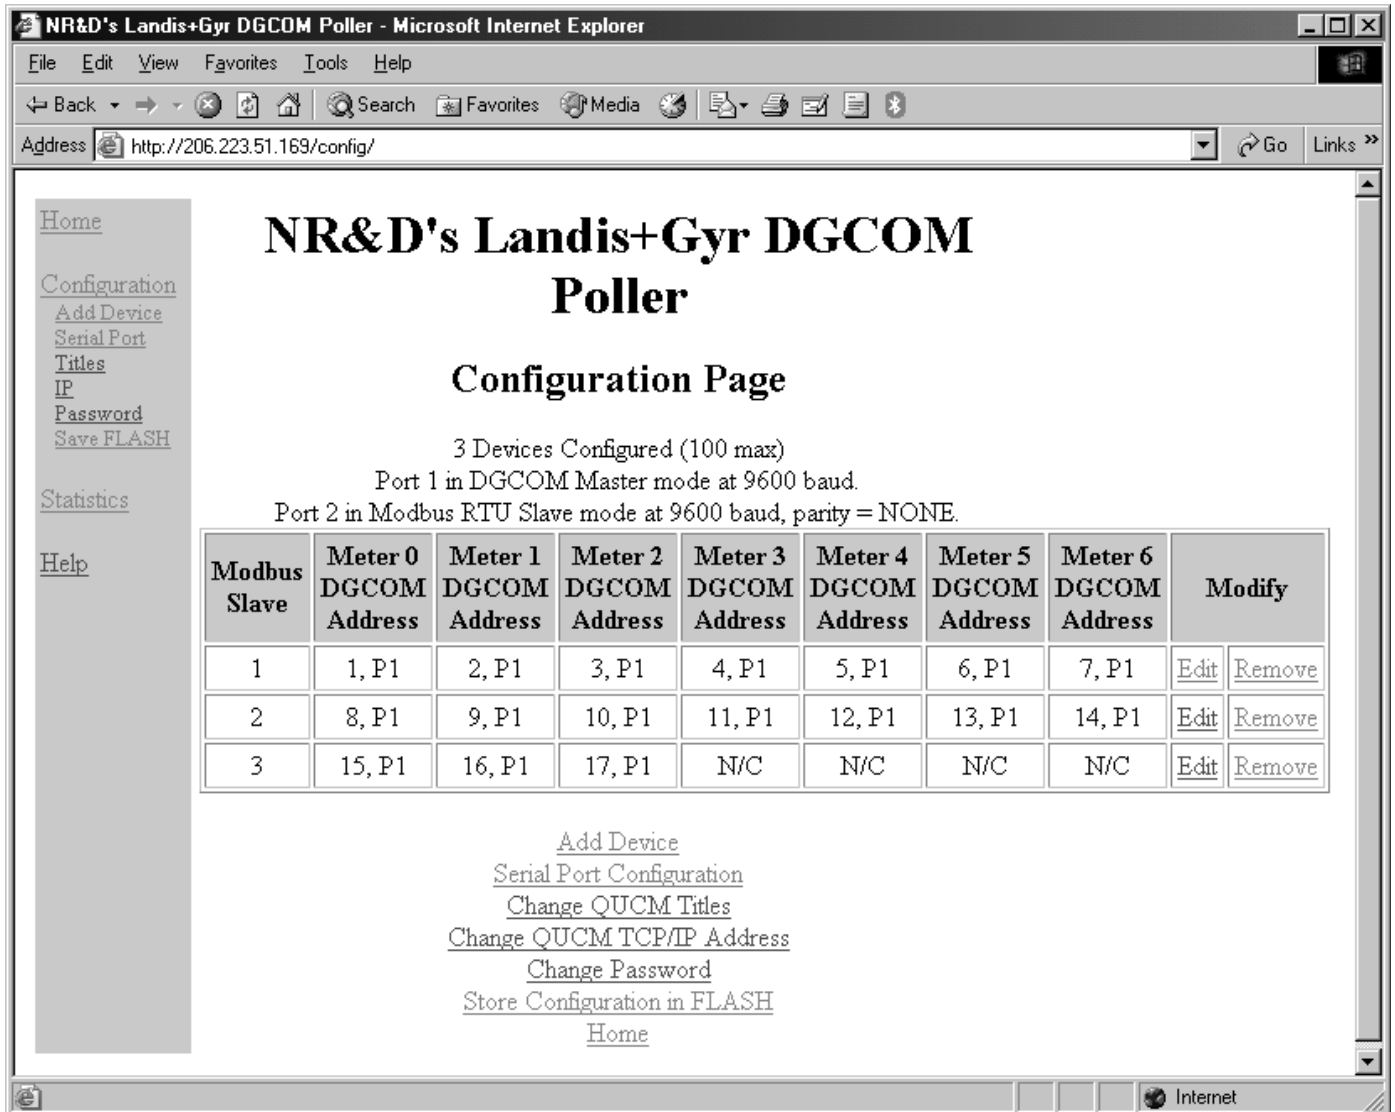 NR&D's Landis+Gyr DGCOM Poller - Microsoft Internet Explorer
File Edit View Favorites Tools Help
Back Search Favorites Media
Address http://206.223.51.169/config/ Go Links »
Home
Configuration
Add Device
Serial Port
Titles
IP
Password
Save FLASH
Statistics
Help
NR&D's Landis+Gyr DGCOM
Poller
Configuration Page
3 Devices Configured (100 max)
Port 1 in DGCOM Master mode at 9600 baud.
Port 2 in Modbus RTU Slave mode at 9600 baud, parity = NONE.
Modbus Slave Meter 0 DGCOM Address Meter 1 DGCOM Address Meter 2 DGCOM Address Meter 3 DGCOM Address Meter 4 DGCOM Address Meter 5 DGCOM Address Meter 6 DGCOM Address Modify
1 1, P1 2, P1 3, P1 4, P1 5, P1 6, P1 7, P1 Edit Remove
2 8, P1 9, P1 10, P1 11, P1 12, P1 13, P1 14, P1 Edit Remove
3 15, P1 16, P1 17, P1 N/C N/C N/C N/C Edit Remove
Add Device
Serial Port Configuration
Change QUCM Titles
Change QUCM TCP/IP Address
Change Password
Store Configuration in FLASH
Home
Internet